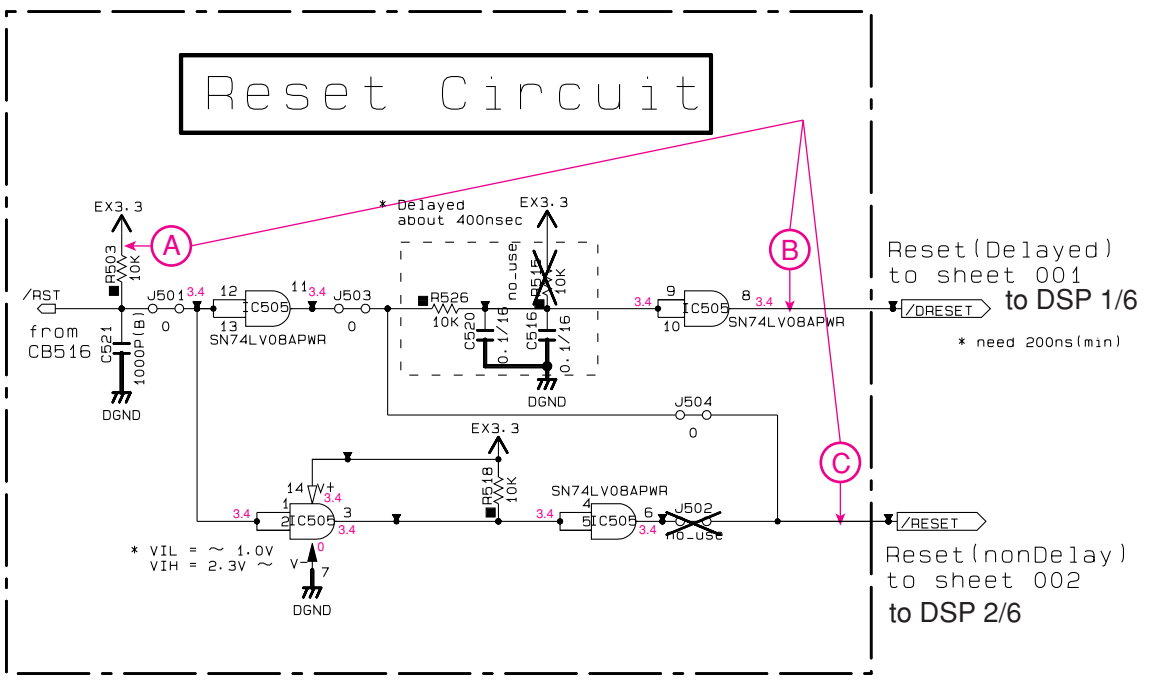 Reset Circuit
EX3.3
* Delayed
about 400nsec
EX3.3
A
B
R503
10K
no_use
R515
10K
Reset(Delayed)
to sheet 001
to DSP 1/6
/RST
J501
0
3.4
12
13
IC505
11
3.4
SN74LV08APWR
J503
0
R526
10K
3.4
9
10
IC505
8
3.4
SN74LV08APWR
/DRESET
* need 200ns(min)
from
CB516
C521
1000P(B)
DGND
C520
0.1/16
C516
0.1/16
DGND
J504
0
EX3.3
C
R518
10K
14
V+
3.4
3.4
1
2
IC505
3
3.4
0
V-
7
DGND
SN74LV08APWR
3.4
4
5
IC505
6
3.4
J502
no_use
/RESET
* VIL = ~ 1.0V
VIH = 2.3V ~
Reset(nonDelay)
to sheet 002
to DSP 2/6